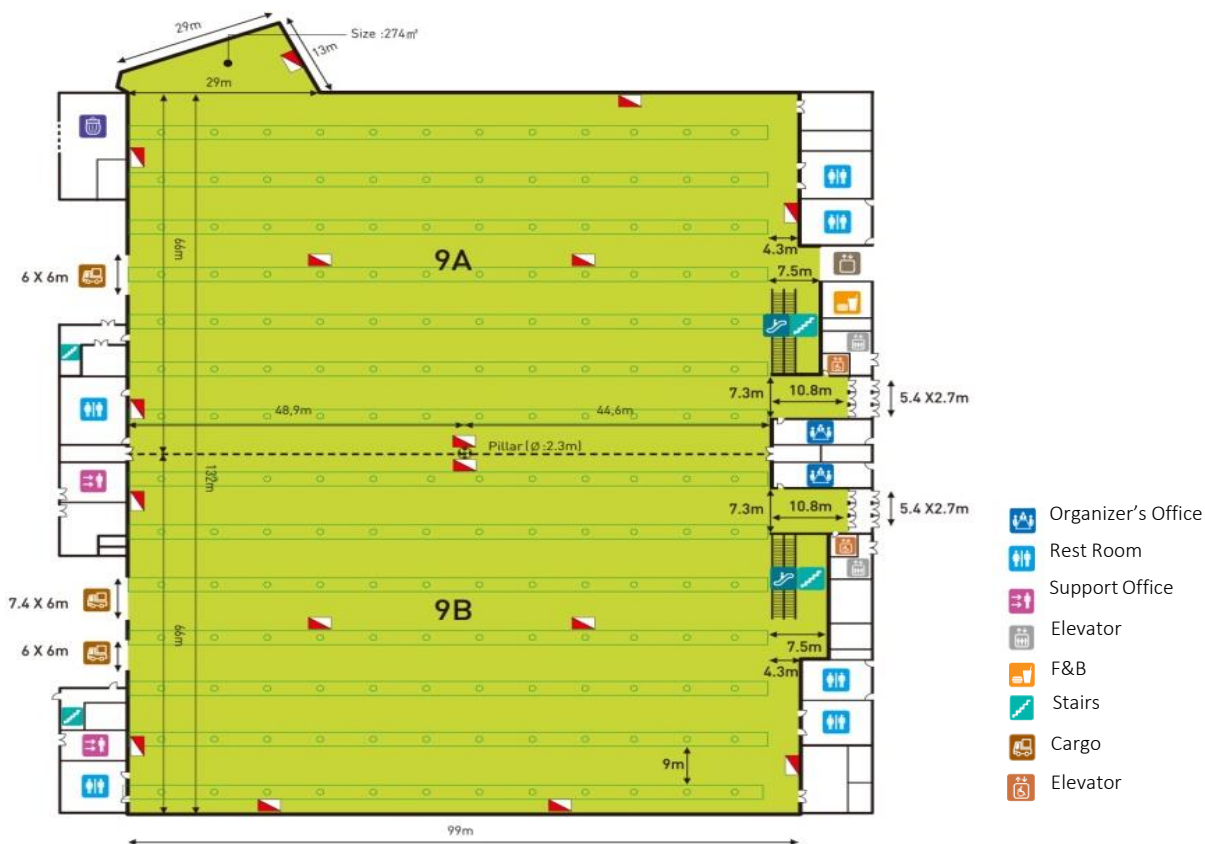 29m
Size :274㎡
13m
29m
66m
9A
4.3m
7.5m
6 X 6m
7.3m
10.8m
5.4 X2.7m
48,9m
44,6m
Pillar (Ø :2.3m)
132m
7.3m
10.8m
5.4 X2.7m
7.4 X 6m
9B
66m
6 X 6m
7.5m
4.3m
9m
99m
Organizer’s Office
Rest Room
Support Office
Elevator
F&B
Stairs
Cargo
Elevator